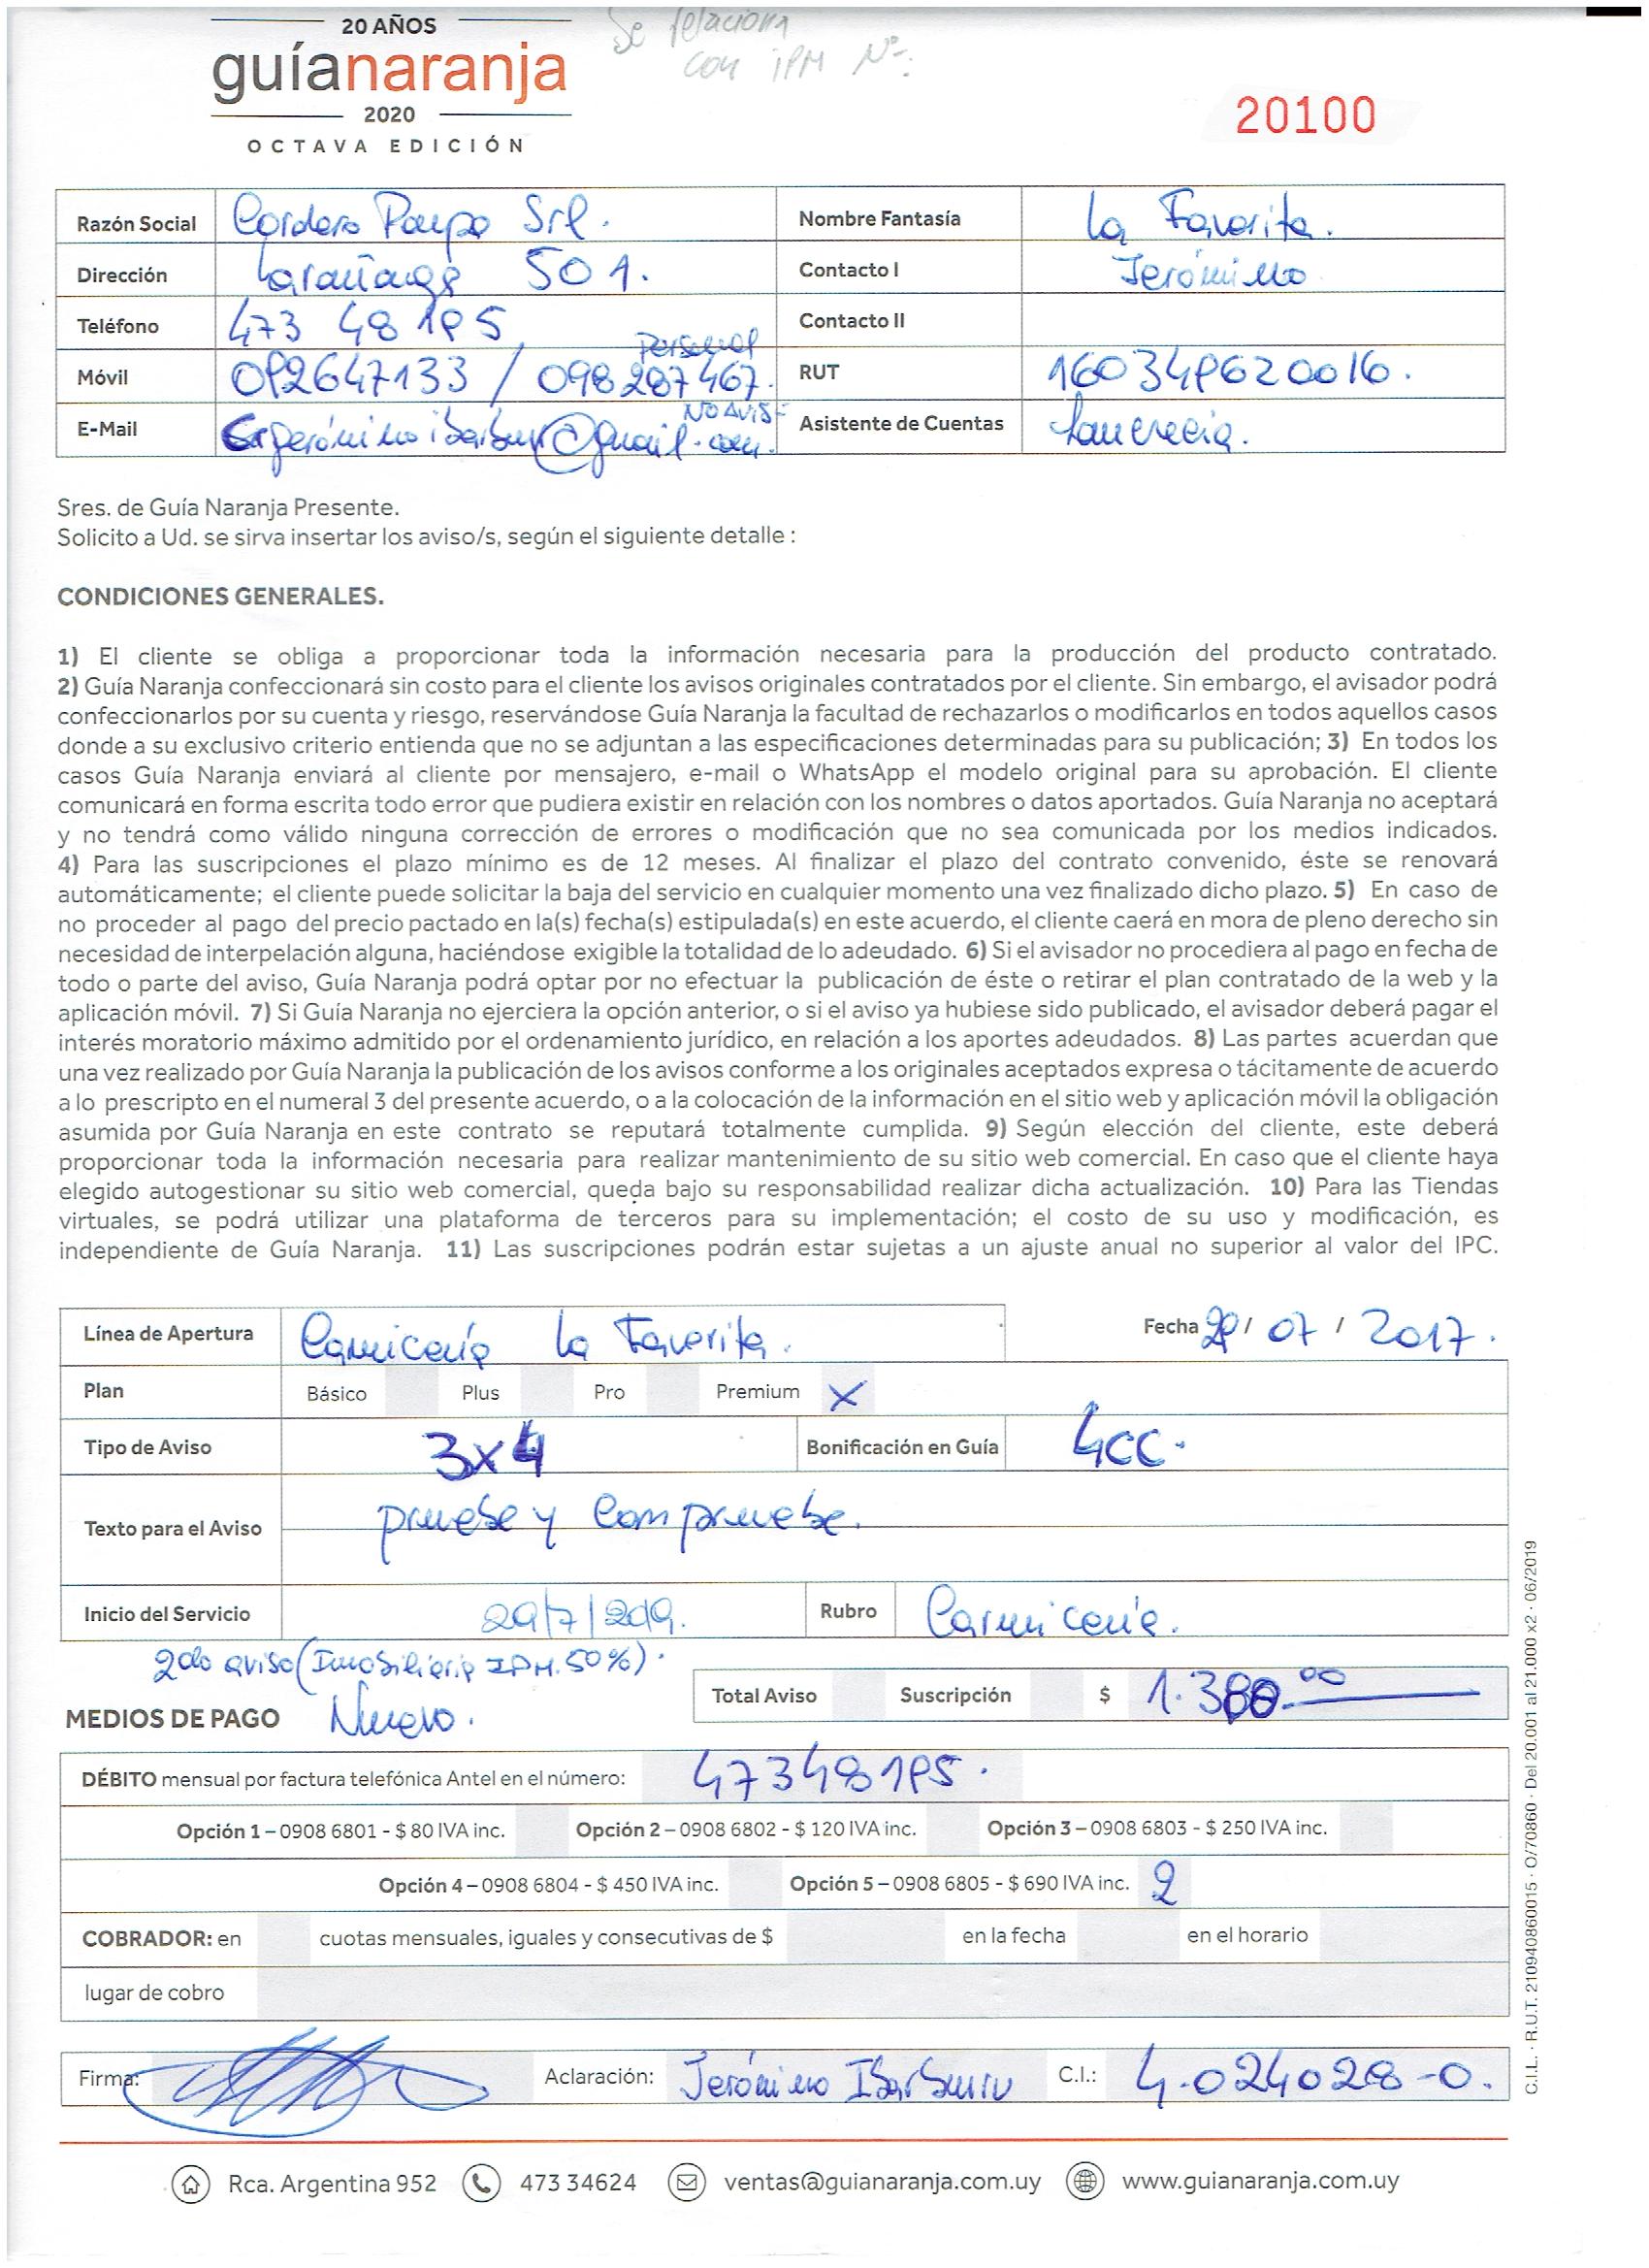 Se relaciona
con IPM Nº:
20 AÑOS
guíanaranja
2020
OCTAVA EDICIÓN
20100
Razón Social Cordero Pampa Srl. Nombre Fantasía La Favorita.
Dirección Larrañaga 501. Contacto I Jerónimo
Teléfono 473 48195 Contacto II
personal
Móvil 092647133 / 098287467. RUT 160349620016.
NO AVISO
E-Mail jerónimoibarbur@gmail.com. Asistente de Cuentas Lucrecia.
Sres. de Guía Naranja Presente.
Solicito a Ud. se sirva insertar los aviso/s, según el siguiente detalle :
CONDICIONES GENERALES.
1) El cliente se obliga a proporcionar toda la información necesaria para la producción del producto contratado.
2) Guía Naranja confeccionará sin costo para el cliente los avisos originales contratados por el cliente. Sin embargo, el avisador podrá
confeccionarlos por su cuenta y riesgo, reservándose Guía Naranja la facultad de rechazarlos o modificarlos en todos aquellos casos
donde a su exclusivo criterio entienda que no se adjuntan a las especificaciones determinadas para su publicación; 3) En todos los
casos Guía Naranja enviará al cliente por mensajero, e-mail o WhatsApp el modelo original para su aprobación. El cliente
comunicará en forma escrita todo error que pudiera existir en relación con los nombres o datos aportados. Guía Naranja no aceptará
y no tendrá como válido ninguna corrección de errores o modificación que no sea comunicada por los medios indicados.
4) Para las suscripciones el plazo mínimo es de 12 meses. Al finalizar el plazo del contrato convenido, éste se renovará
automáticamente; el cliente puede solicitar la baja del servicio en cualquier momento una vez finalizado dicho plazo. 5) En caso de
no proceder al pago del precio pactado en la(s) fecha(s) estipulada(s) en este acuerdo, el cliente caerá en mora de pleno derecho sin
necesidad de interpelación alguna, haciéndose exigible la totalidad de lo adeudado. 6) Si el avisador no procediera al pago en fecha de
todo o parte del aviso, Guía Naranja podrá optar por no efectuar la publicación de éste o retirar el plan contratado de la web y la
aplicación móvil. 7) Si Guía Naranja no ejerciera la opción anterior, o si el aviso ya hubiese sido publicado, el avisador deberá pagar el
interés moratorio máximo admitido por el ordenamiento jurídico, en relación a los aportes adeudados. 8) Las partes acuerdan que
una vez realizado por Guía Naranja la publicación de los avisos conforme a los originales aceptados expresa o tácitamente de acuerdo
a lo prescripto en el numeral 3 del presente acuerdo, o a la colocación de la información en el sitio web y aplicación móvil la obligación
asumida por Guía Naranja en este contrato se reputará totalmente cumplida. 9) Según elección del cliente, este deberá
proporcionar toda la información necesaria para realizar mantenimiento de su sitio web comercial. En caso que el cliente haya
elegido autogestionar su sitio web comercial, queda bajo su responsabilidad realizar dicha actualización. 10) Para las Tiendas
virtuales, se podrá utilizar una plataforma de terceros para su implementación; el costo de su uso y modificación, es
independiente de Guía Naranja. 11) Las suscripciones podrán estar sujetas a un ajuste anual no superior al valor del IPC.
Línea de Apertura Carnicería La Favorita. Fecha 29/ 07 / 2017.
Plan Básico Plus Pro Premium X
Tipo de Aviso 3x4 Bonificación en Guía 4cc.
Texto para el Aviso pruebe y compruebe.
Inicio del Servicio 29/7/2019. Rubro Carnicería.
2do aviso (Inmobiliaria IPM. 50%).
Total Aviso Suscripción $ 1.380.00
MEDIOS DE PAGO Nuevo.
DÉBITO mensual por factura telefónica Antel en el número: 47348195.
Opción 1 – 0908 6801 - $ 80 IVA inc. Opción 2 – 0908 6802 - $ 120 IVA inc. Opción 3 – 0908 6803 - $ 250 IVA inc.
Opción 4 – 0908 6804 - $ 450 IVA inc. Opción 5 – 0908 6805 - $ 690 IVA inc. 2
COBRADOR: en cuotas mensuales, iguales y consecutivas de $ en la fecha en el horario
lugar de cobro
Firma: Aclaración: Jerónimo Ibarburu C.I.: 4.024028-0.
C.I.L. · R.U.T. 210940860015 · O/70860 · Del 20.001 al 21.000 x2 · 06/2019
Rca. Argentina 952 473 34624 ventas@guianaranja.com.uy www.guianaranja.com.uy